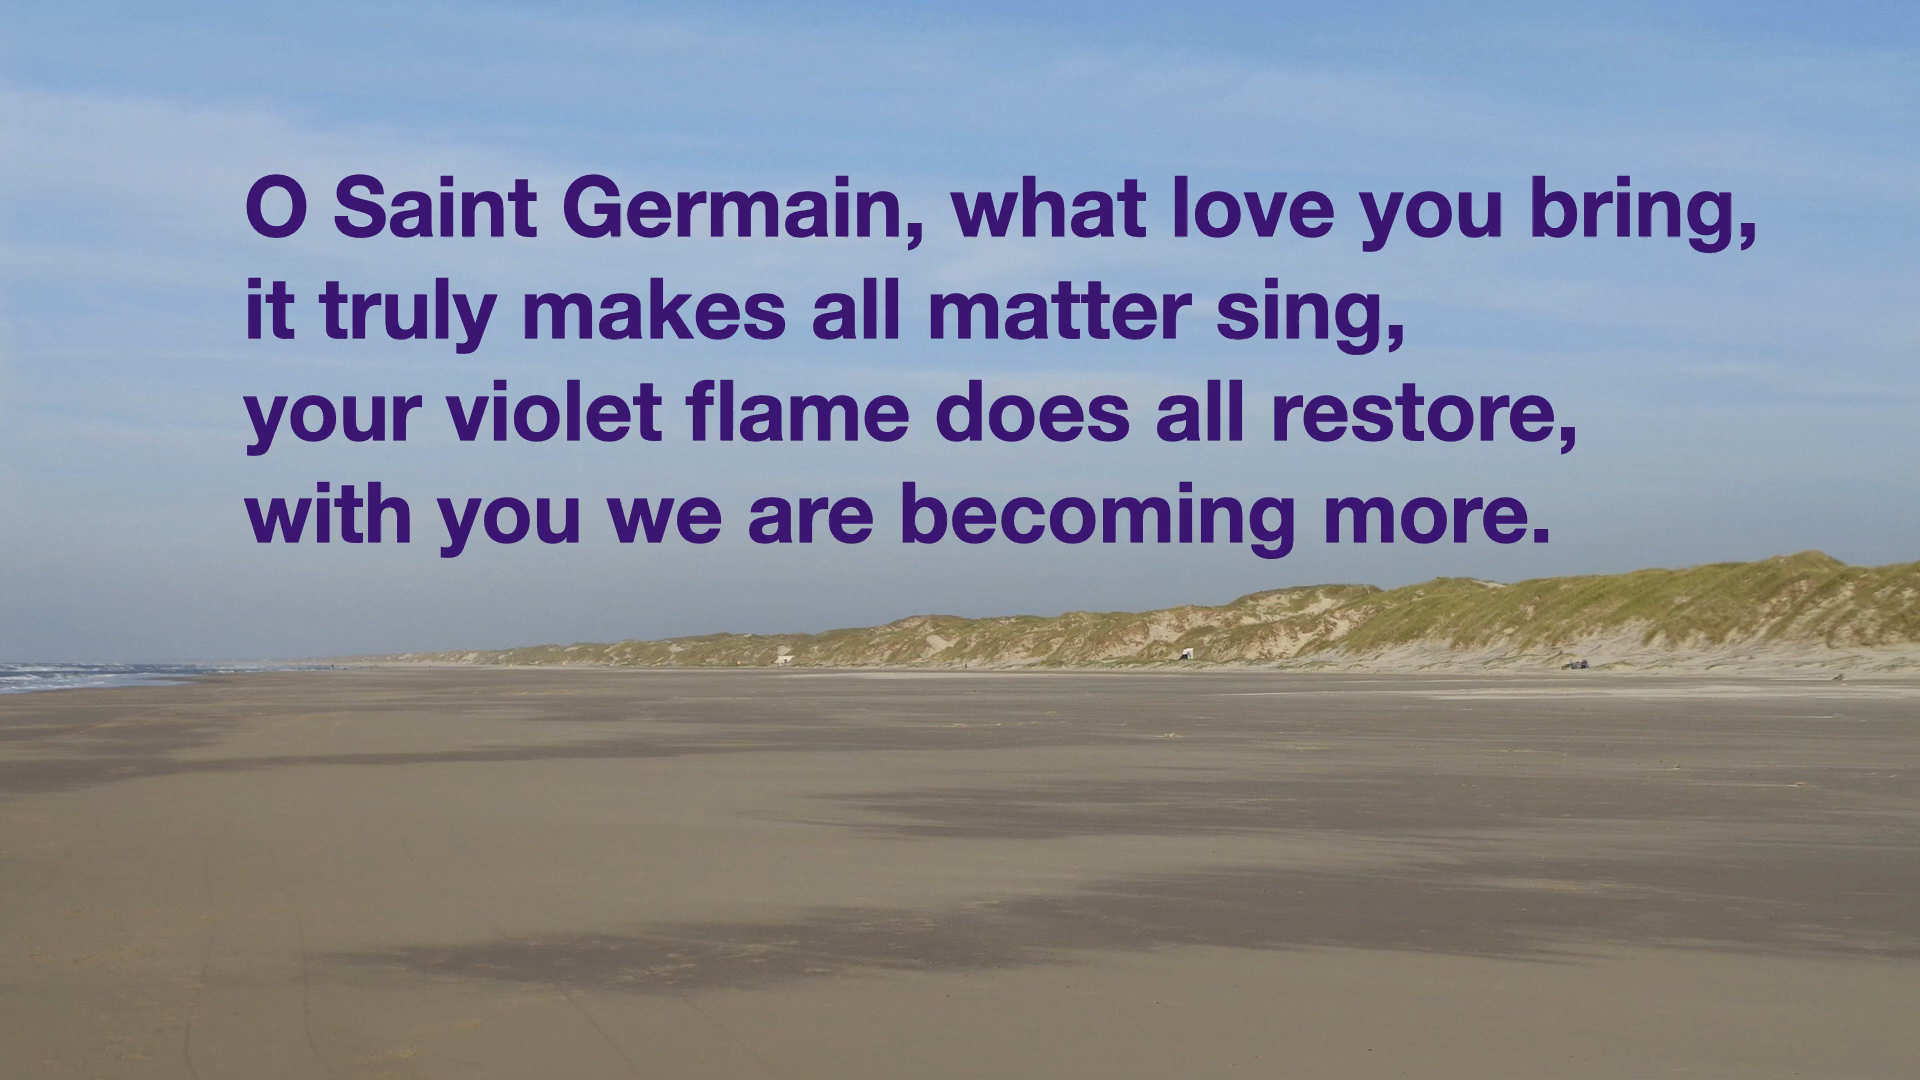 O Saint Germain, what love you bring,
it truly makes all matter sing,
your violet flame does all restore,
with you we are becoming more.